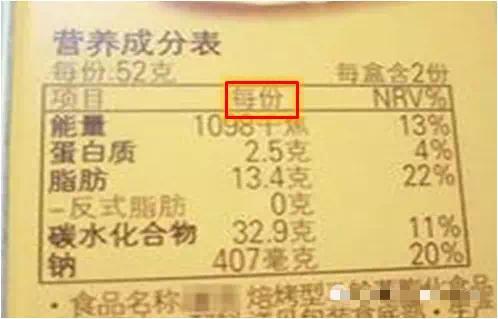 营养成分表
每份:52克 每盒含2份
项目 每份 NRV%
能量 1098千焦 13%
蛋白质 2.5克 4%
脂肪 13.4克 22%
-反式脂肪 0克
碳水化合物 32.9克 11%
钠 407毫克 20%
·食品名称 焙烤型